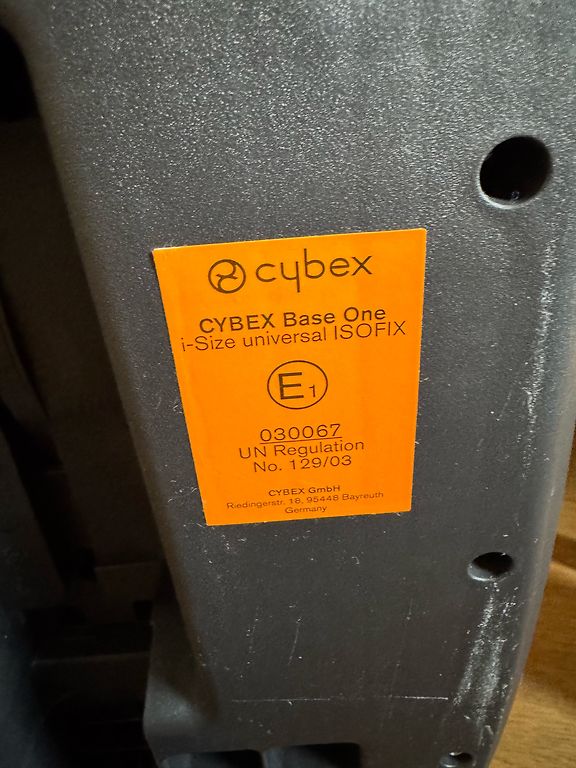 cybex
CYBEX Base One
i-Size universal ISOFIX
E1
030067
UN Regulation
No. 129/03
CYBEX GmbH
Riedingerstr. 18, 95448 Bayreuth
Germany